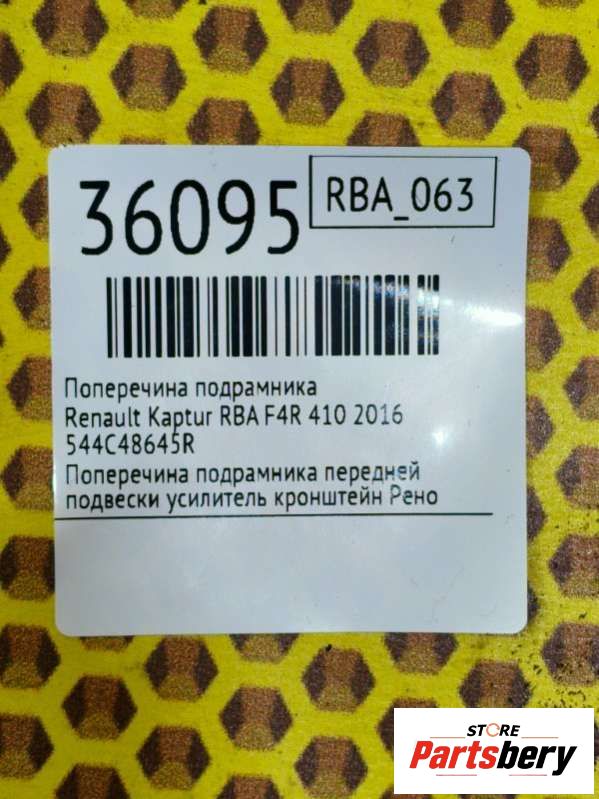 36095
RBA_063
Поперечина подрамника
Renault Kaptur RBA F4R 410 2016
544C48645R
Поперечина подрамника передней
подвески усилитель кронштейн Рено
STORE
Partsbery